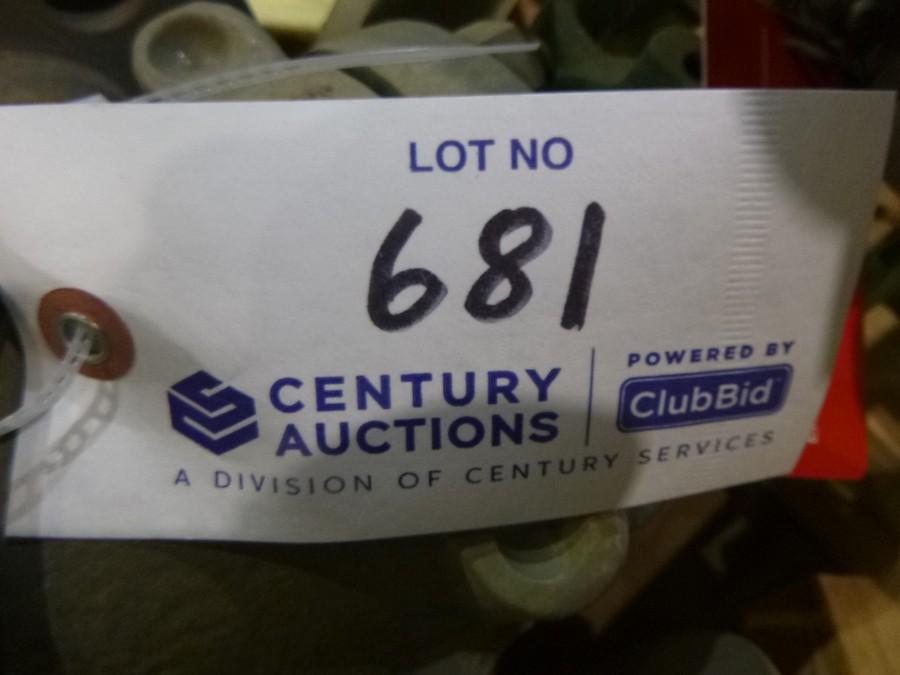 LOT NO
681
CENTURY AUCTIONS
POWERED BY
ClubBid
A DIVISION OF CENTURY SERVICES